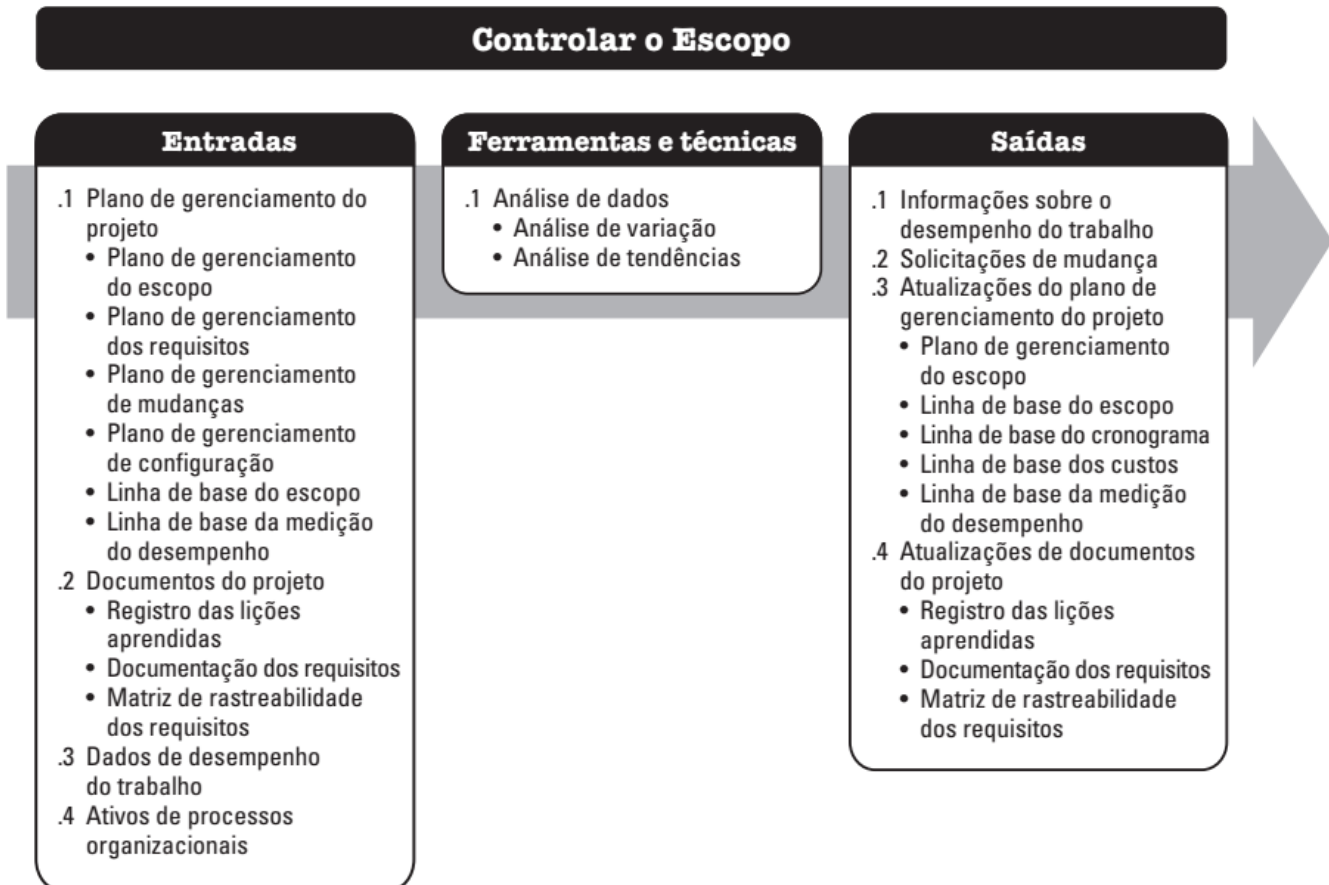 Controlar o Escopo
Entradas
.1 Plano de gerenciamento do
projeto
• Plano de gerenciamento
do escopo
• Plano de gerenciamento
dos requisitos
• Plano de gerenciamento
de mudanças
• Plano de gerenciamento
de configuração
• Linha de base do escopo
• Linha de base da medição
do desempenho
.2 Documentos do projeto
• Registro das lições
aprendidas
• Documentação dos requisitos
• Matriz de rastreabilidade
dos requisitos
.3 Dados de desempenho
do trabalho
.4 Ativos de processos
organizacionais
Ferramentas e técnicas
.1 Análise de dados
• Análise de variação
• Análise de tendências
Saídas
.1 Informações sobre o
desempenho do trabalho
.2 Solicitações de mudança
.3 Atualizações do plano de
gerenciamento do projeto
• Plano de gerenciamento
do escopo
• Linha de base do escopo
• Linha de base do cronograma
• Linha de base dos custos
• Linha de base da medição
do desempenho
.4 Atualizações de documentos
do projeto
• Registro das lições
aprendidas
• Documentação dos requisitos
• Matriz de rastreabilidade
dos requisitos